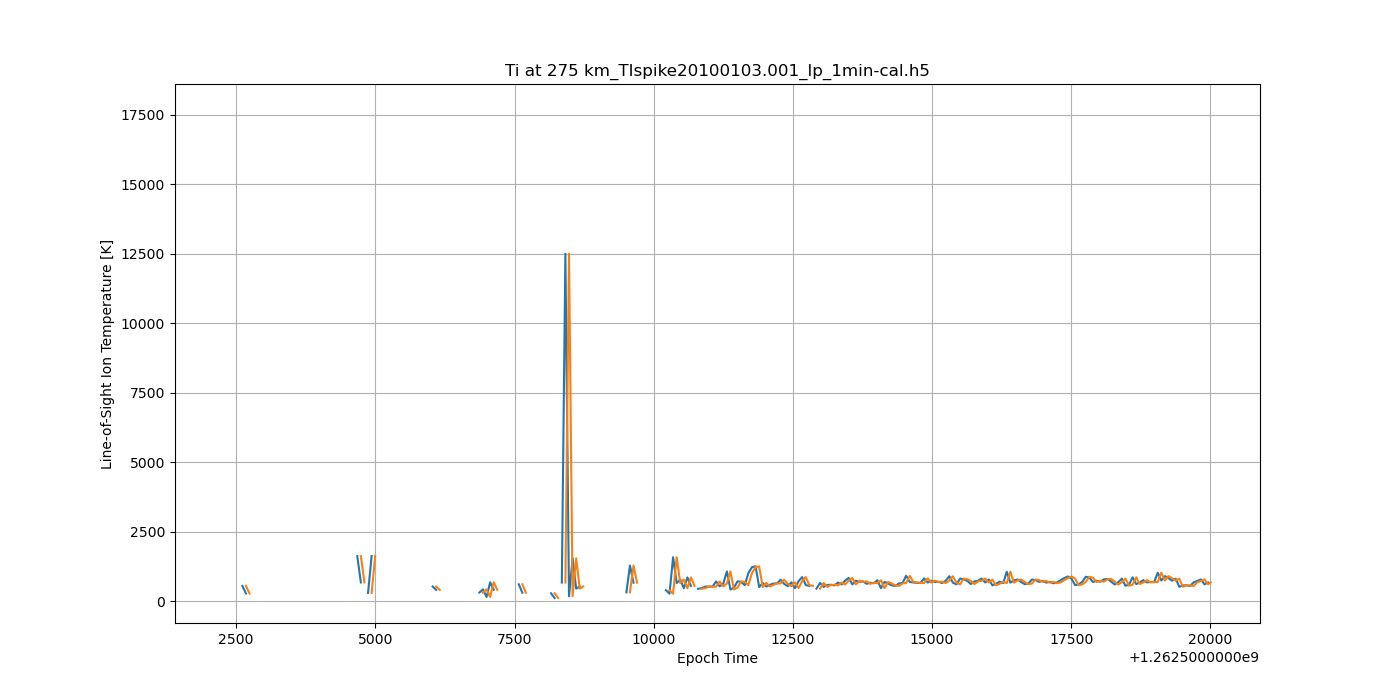 Ti at 275 km_TIspike20100103.001_lp_1min-cal.h5
Line-of-Sight Ion Temperature [K]
17500
15000
12500
10000
7500
5000
2500
0
2500 5000 7500 10000 12500 15000 17500 20000
Epoch Time
+1.2625000000e9